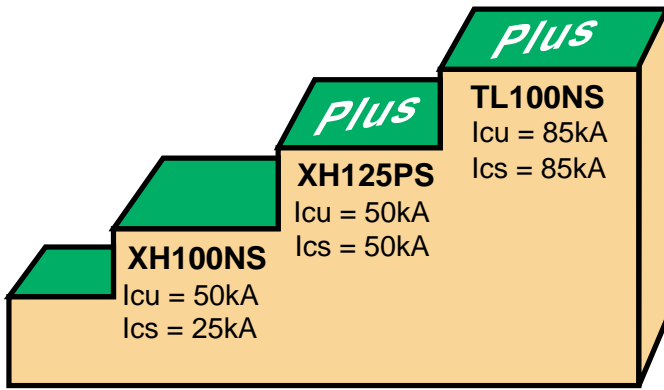 Plus
TL100NS
Icu = 85kA
Ics = 85kA
Plus
XH125PS
Icu = 50kA
Ics = 50kA
XH100NS
Icu = 50kA
Ics = 25kA